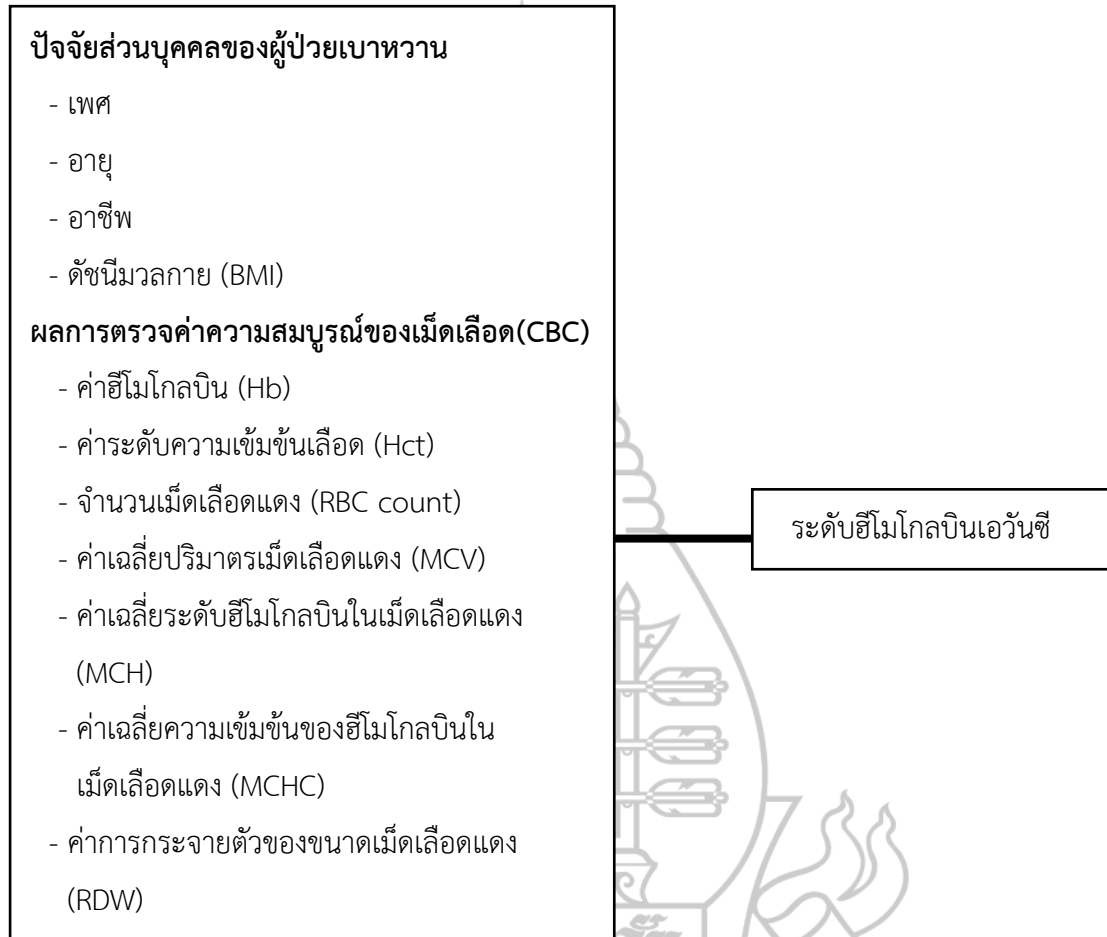 ปัจจัยส่วนบุคคลของผู้ป่วยเบาหวาน
- เพศ
- อายุ
- อาชีพ
- ดัชนีมวลกาย (BMI)
ผลการตรวจค่าความสมบูรณ์ของเม็ดเลือด(CBC)
- ค่าฮีโมโกลบิน (Hb)
- ค่าระดับความเข้มข้นเลือด (Hct)
- จำนวนเม็ดเลือดแดง (RBC count)
- ค่าเฉลี่ยปริมาตรเม็ดเลือดแดง (MCV)
- ค่าเฉลี่ยระดับฮีโมโกลบินในเม็ดเลือดแดง
(MCH)
- ค่าเฉลี่ยความเข้มข้นของฮีโมโกลบินใน
เม็ดเลือดแดง (MCHC)
- ค่าการกระจายตัวของขนาดเม็ดเลือดแดง
(RDW)
ระดับฮีโมโกลบินเอวันซี